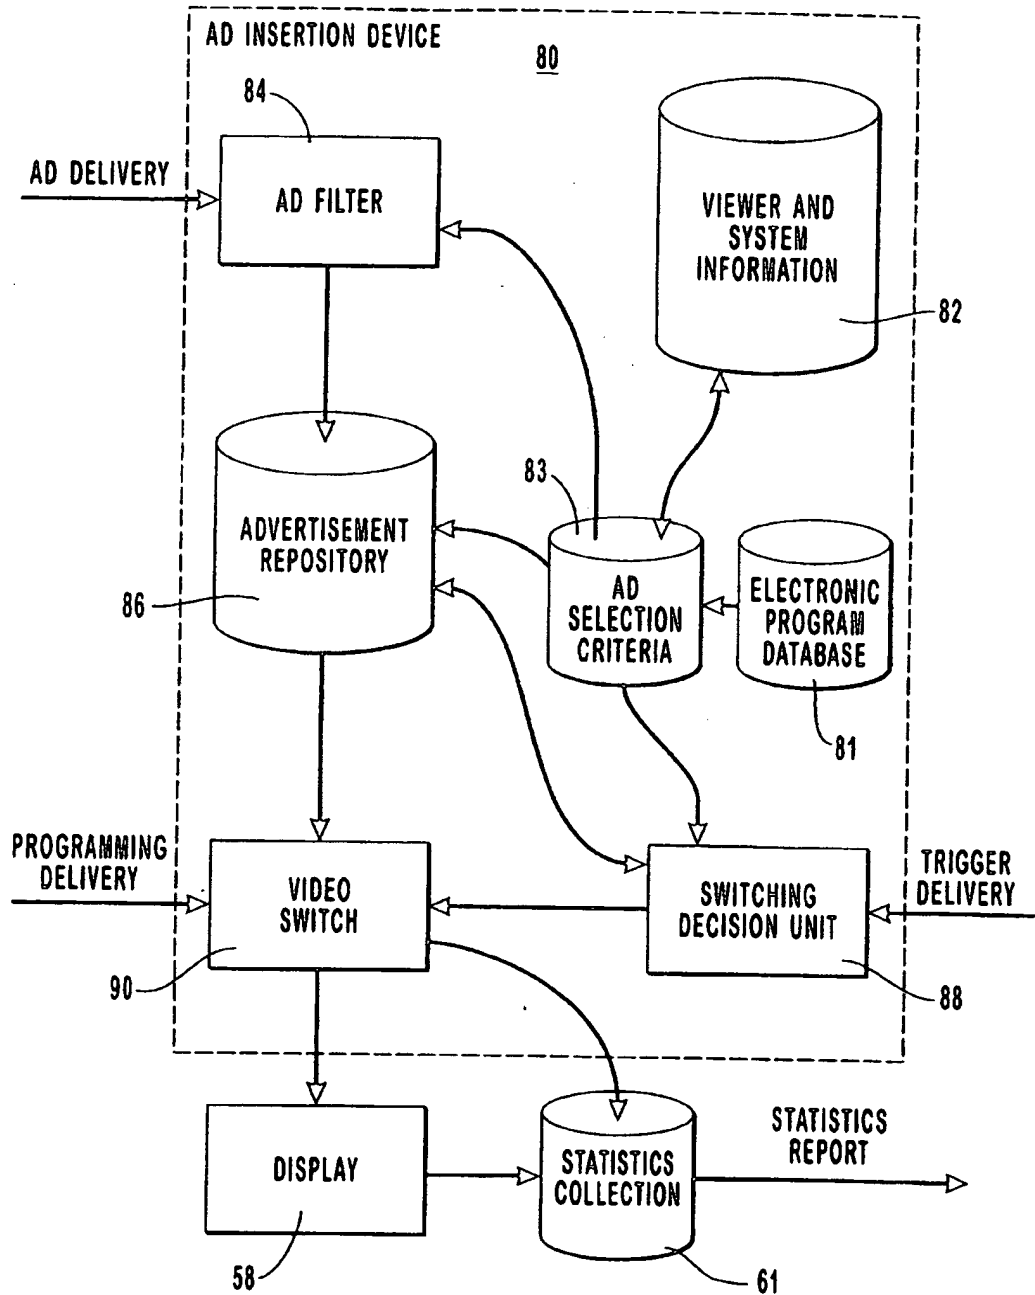 AD INSERTION DEVICE
80
84
AD DELIVERY
AD FILTER
VIEWER AND
SYSTEM
INFORMATION
82
83
ADVERTISEMENT
REPOSITORY
86
AD
SELECTION
CRITERIA
ELECTRONIC
PROGRAM
DATABASE
81
PROGRAMMING
DELIVERY
VIDEO
SWITCH
90
SWITCHING
DECISION UNIT
88
TRIGGER
DELIVERY
DISPLAY
58
STATISTICS
COLLECTION
61
STATISTICS
REPORT